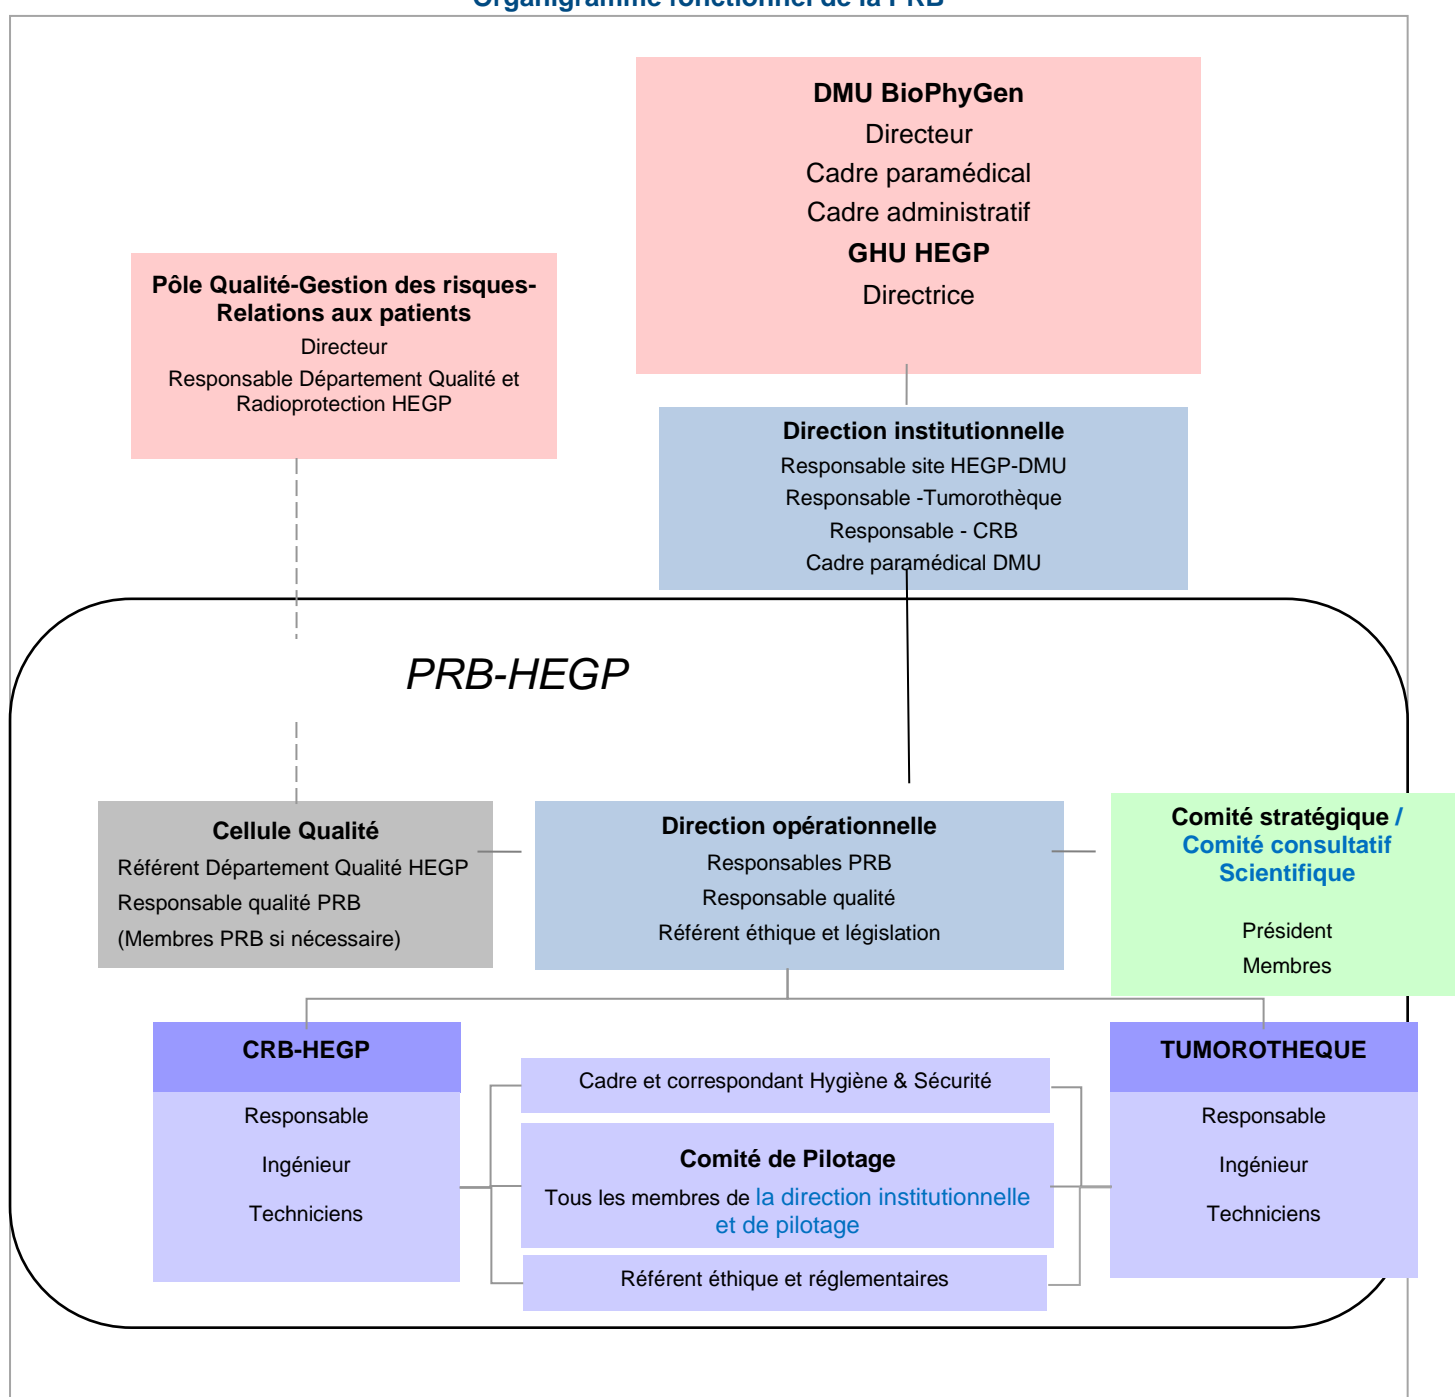 Organigramme fonctionnel de la PRB
DMU BioPhyGen
Directeur
Cadre paramédical
Cadre administratif
GHU HEGP
Directrice
Pôle Qualité-Gestion des risques-
Relations aux patients
Directeur
Responsable Département Qualité et
Radioprotection HEGP
Direction institutionnelle
Responsable site HEGP-DMU
Responsable -Tumorothèque
Responsable - CRB
Cadre paramédical DMU
PRB-HEGP
Cellule Qualité
Référent Département Qualité HEGP
Responsable qualité PRB
(Membres PRB si nécessaire)
Direction opérationnelle
Responsables PRB
Responsable qualité
Référent éthique et législation
Comité stratégique /
Comité consultatif
Scientifique
Président
Membres
CRB-HEGP
Responsable
Ingénieur
Techniciens
Cadre et correspondant Hygiène & Sécurité
Comité de Pilotage
Tous les membres de la direction institutionnelle
et de pilotage
Référent éthique et réglementaires
TUMOROTHEQUE
Responsable
Ingénieur
Techniciens